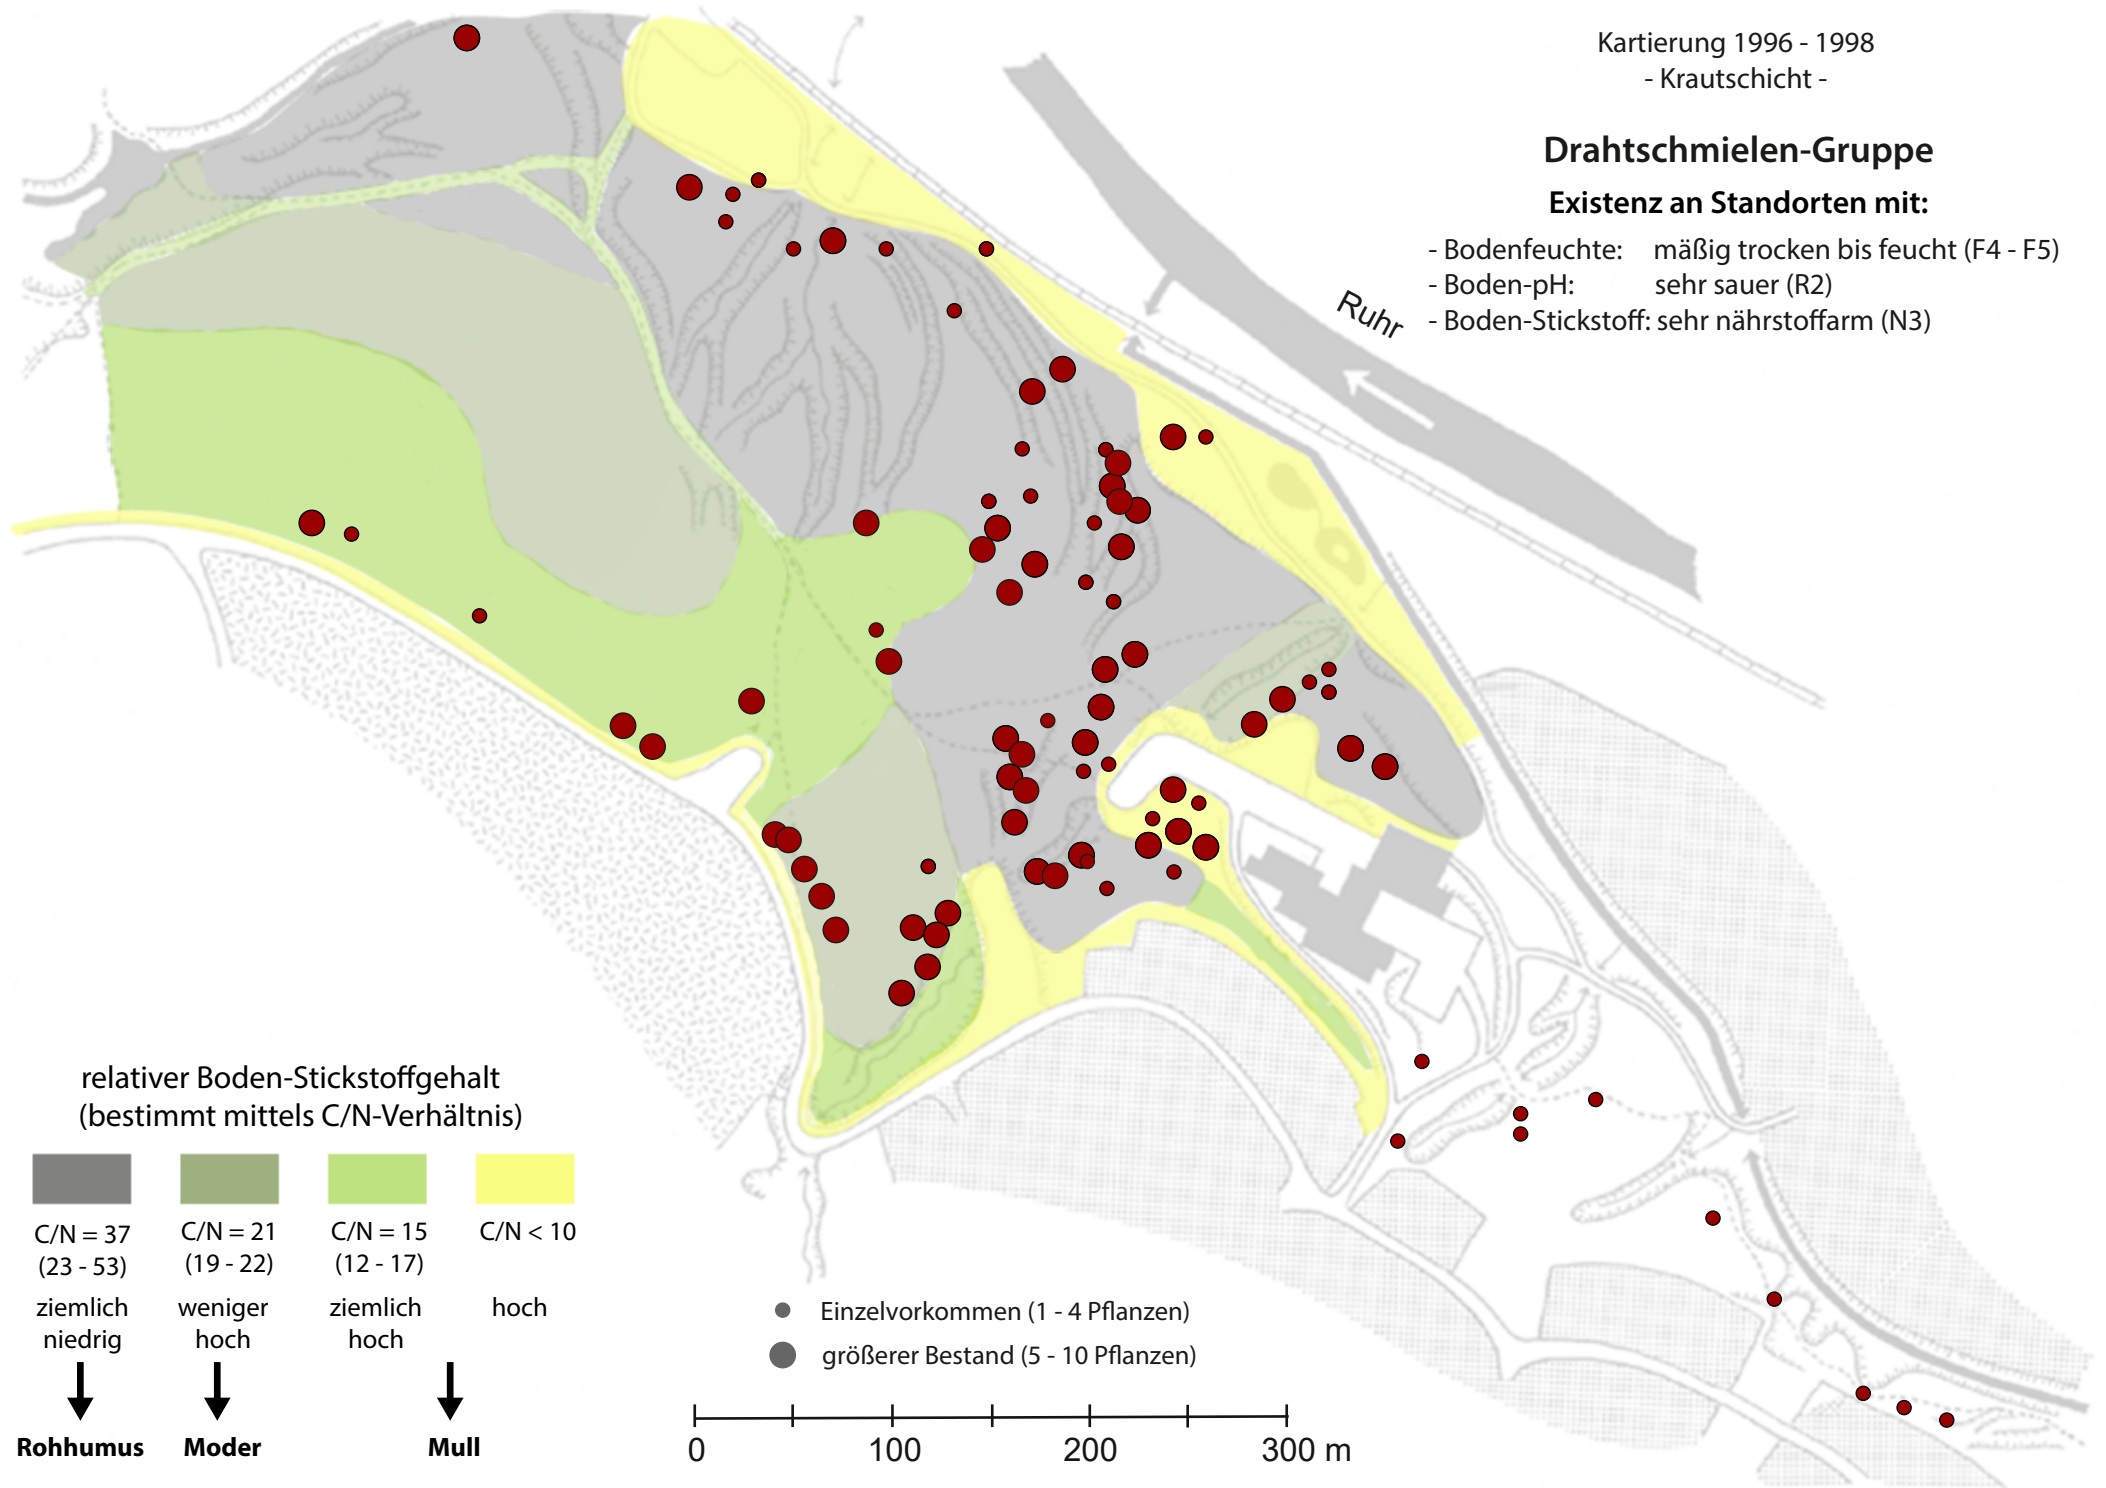 Kartierung 1996 - 1998
- Krautschicht -
Drahtschmielen-Gruppe
Existenz an Standorten mit:
- Bodenfeuchte: mäßig trocken bis feucht (F4 - F5)
- Boden-pH: sehr sauer (R2)
- Boden-Stickstoff: sehr nährstoffarm (N3)
Ruhr
relativer Boden-Stickstoffgehalt
(bestimmt mittels C/N-Verhältnis)
C/N = 37 C/N = 21 C/N = 15 C/N < 10
(23 - 53) (19 - 22) (12 - 17)
ziemlich weniger ziemlich hoch
niedrig hoch hoch
Rohhumus Moder Mull
Einzelvorkommen (1 - 4 Pflanzen)
größerer Bestand (5 - 10 Pflanzen)
0 100 200 300 m